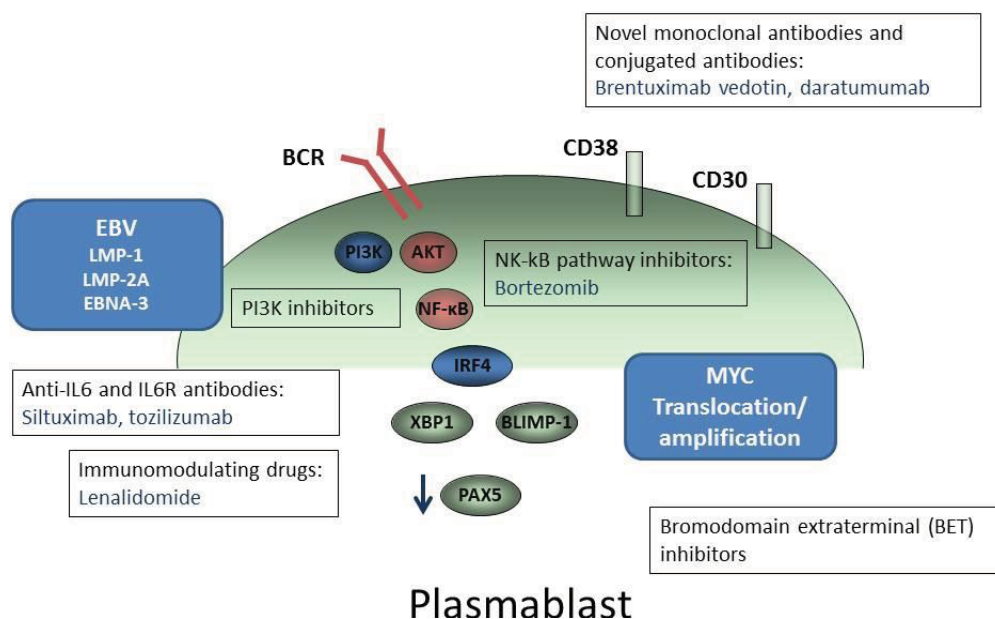 Novel monoclonal antibodies and
conjugated antibodies:
Brentuximab vedotin, daratumumab
BCR
CD38
CD30
EBV
LMP-1
LMP-2A
EBNA-3
PI3K
AKT
NK-kB pathway inhibitors:
Bortezomib
PI3K inhibitors
NF-κB
IRF4
MYC
Translocation/
amplification
Anti-IL6 and IL6R antibodies:
Siltuximab, tozilizumab
XBP1
BLIMP-1
Immunomodulating drugs:
Lenalidomide
PAX5
Bromodomain extraterminal (BET)
inhibitors
Plasmablast